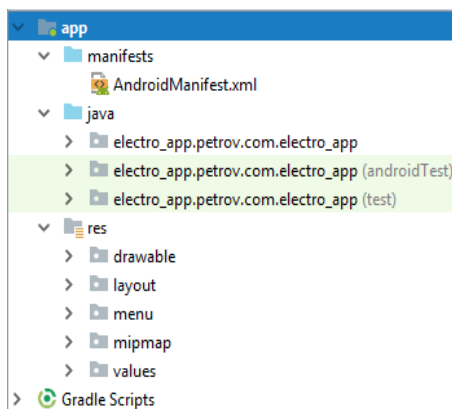 app
manifests
AndroidManifest.xml
java
electro_app.petrov.com.electro_app
electro_app.petrov.com.electro_app (androidTest)
electro_app.petrov.com.electro_app (test)
res
drawable
layout
menu
mipmap
values
Gradle Scripts